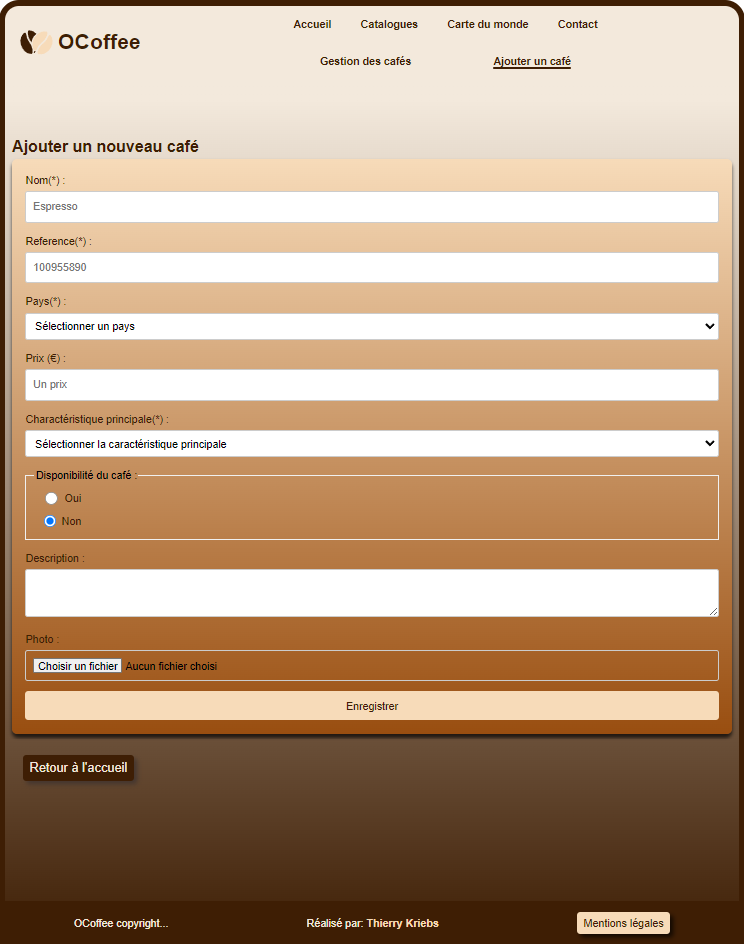 OCoffee
Accueil Catalogues Carte du monde Contact
Gestion des cafés Ajouter un café
Ajouter un nouveau café
Nom(*) :
Espresso
Reference(*) :
100955890
Pays(*) :
Sélectionner un pays
Prix (€) :
Un prix
Charactéristique principale(*) :
Sélectionner la caractéristique principale
Disponibilité du café :
Oui
Non
Description :
Photo :
Choisir un fichier Aucun fichier choisi
Enregistrer
Retour à l'accueil
OCoffee copyright... Réalisé par: Thierry Kriebs Mentions légales